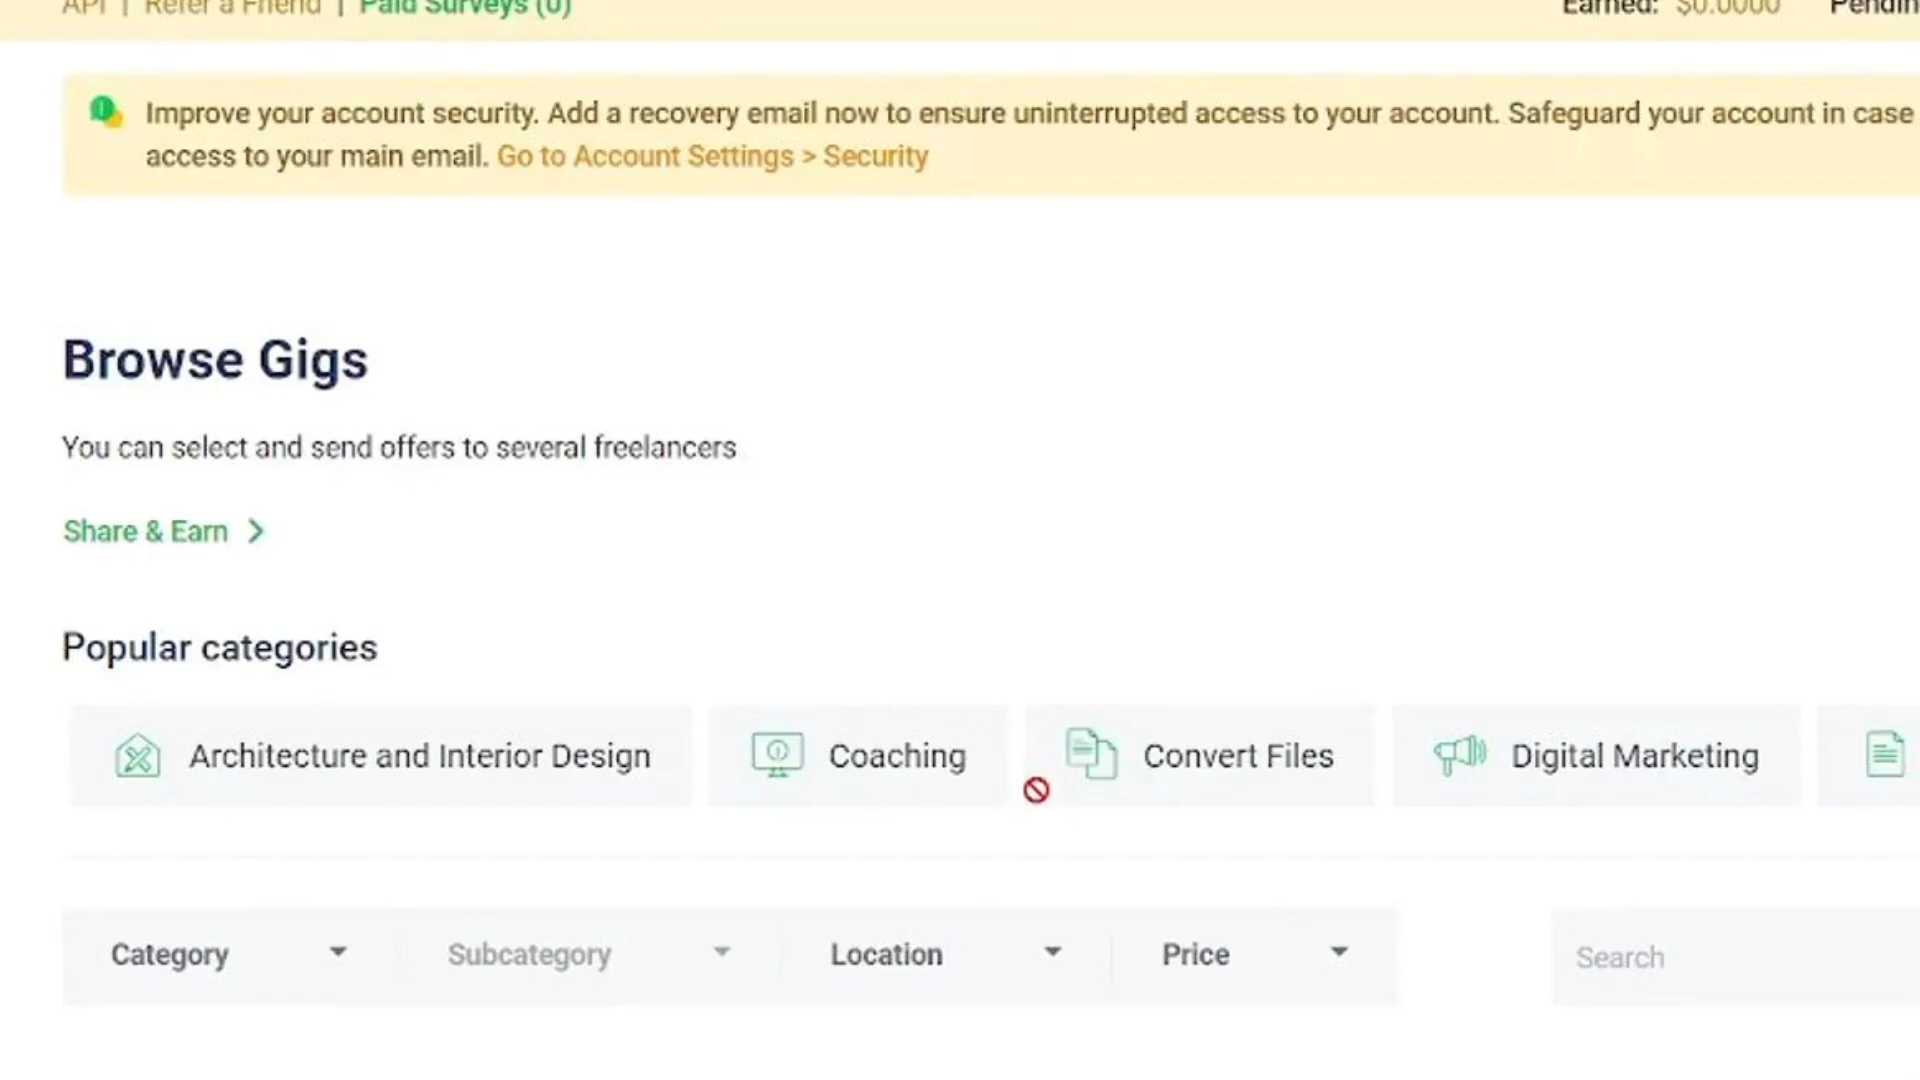 API | Refer a Friend | Paid Surveys (0)
Earned: $0.0000
Improve your account security. Add a recovery email now to ensure uninterrupted access to your account. Safeguard your account in case
access to your main email. Go to Account Settings > Security
Browse Gigs
You can select and send offers to several freelancers
Share & Earn >
Popular categories
Architecture and Interior Design
Coaching
Convert Files
Digital Marketing
Category
Subcategory
Location
Price
Search